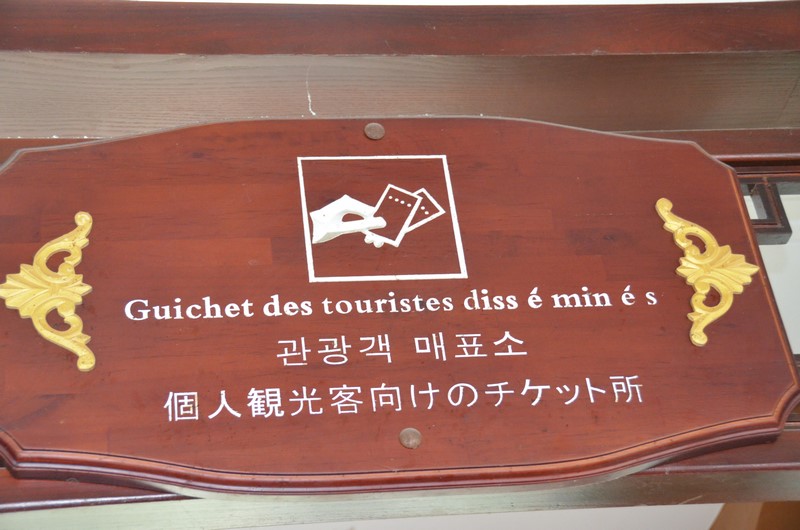 Guichet des touristes diss é min é s
관광객 매표소
個人観光客向けのチケット所